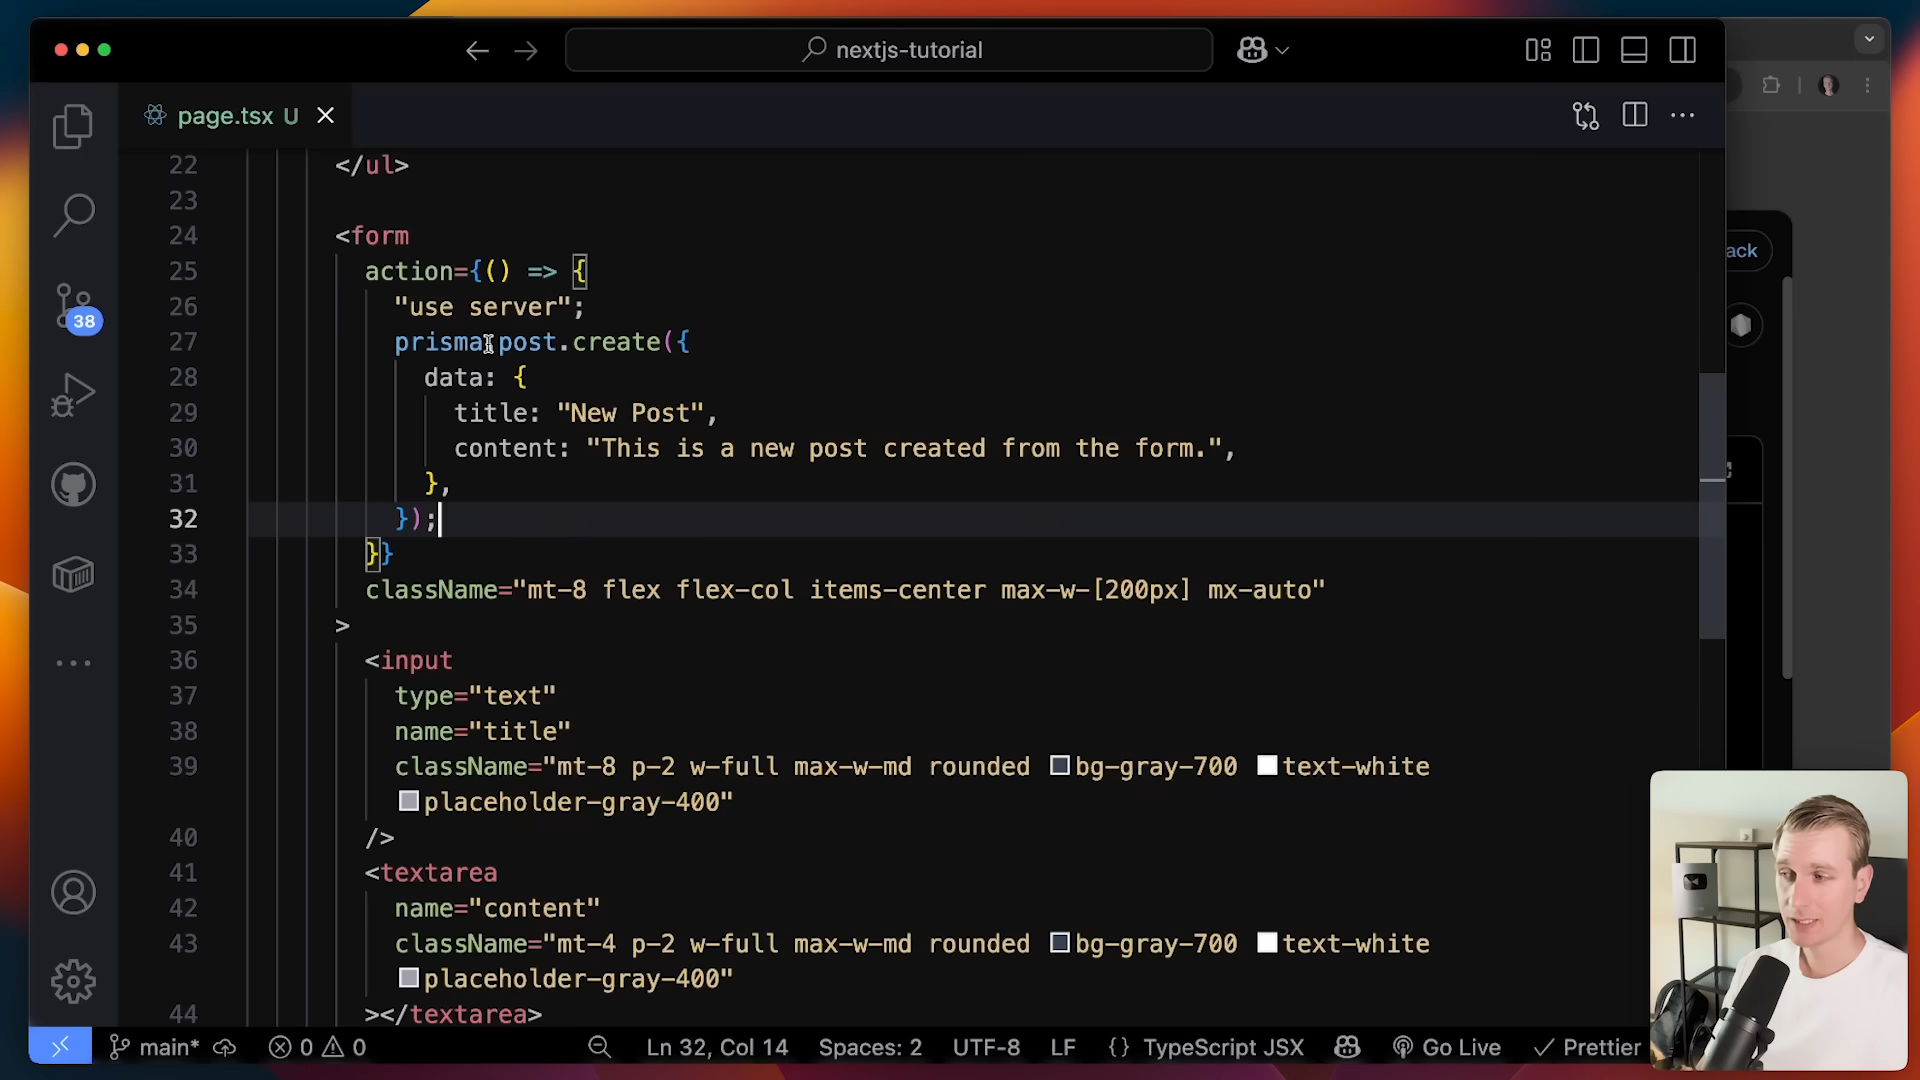 nextjs-tutorial
page.tsx U
22 </ul>
23
24 <form
25 action={() => {
26 "use server";
27 prisma.post.create({
28 data: {
29 title: "New Post",
30 content: "This is a new post created from the form.",
31 },
32 });
33 }}
34 className="mt-8 flex flex-col items-center max-w-[200px] mx-auto"
35 >
36 <input
37 type="text"
38 name="title"
39 className="mt-8 p-2 w-full max-w-md rounded bg-gray-700 text-white
placeholder-gray-400"
40 />
41 <textarea
42 name="content"
43 className="mt-4 p-2 w-full max-w-md rounded bg-gray-700 text-white
placeholder-gray-400"
44 ></textarea>
38
ack
main* 0 0 Ln 32, Col 14 Spaces: 2 UTF-8 LF {} TypeScript JSX Go Live Prettier